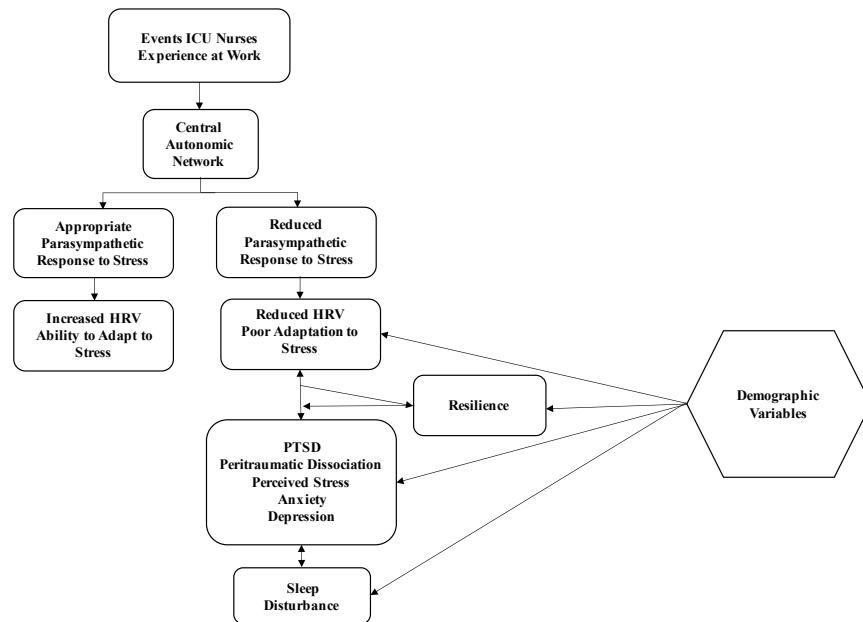 Events ICU Nurses
Experience at Work
Central
Autonomic
Network
Appropriate
Parasympathetic
Response to Stress
Reduced
Parasympathetic
Response to Stress
Increased HRV
Ability to Adapt to
Stress
Reduced HRV
Poor Adaptation to
Stress
Resilience
Demographic
Variables
PTSD
Peritraumatic Dissociation
Perceived Stress
Anxiety
Depression
Sleep
Disturbance